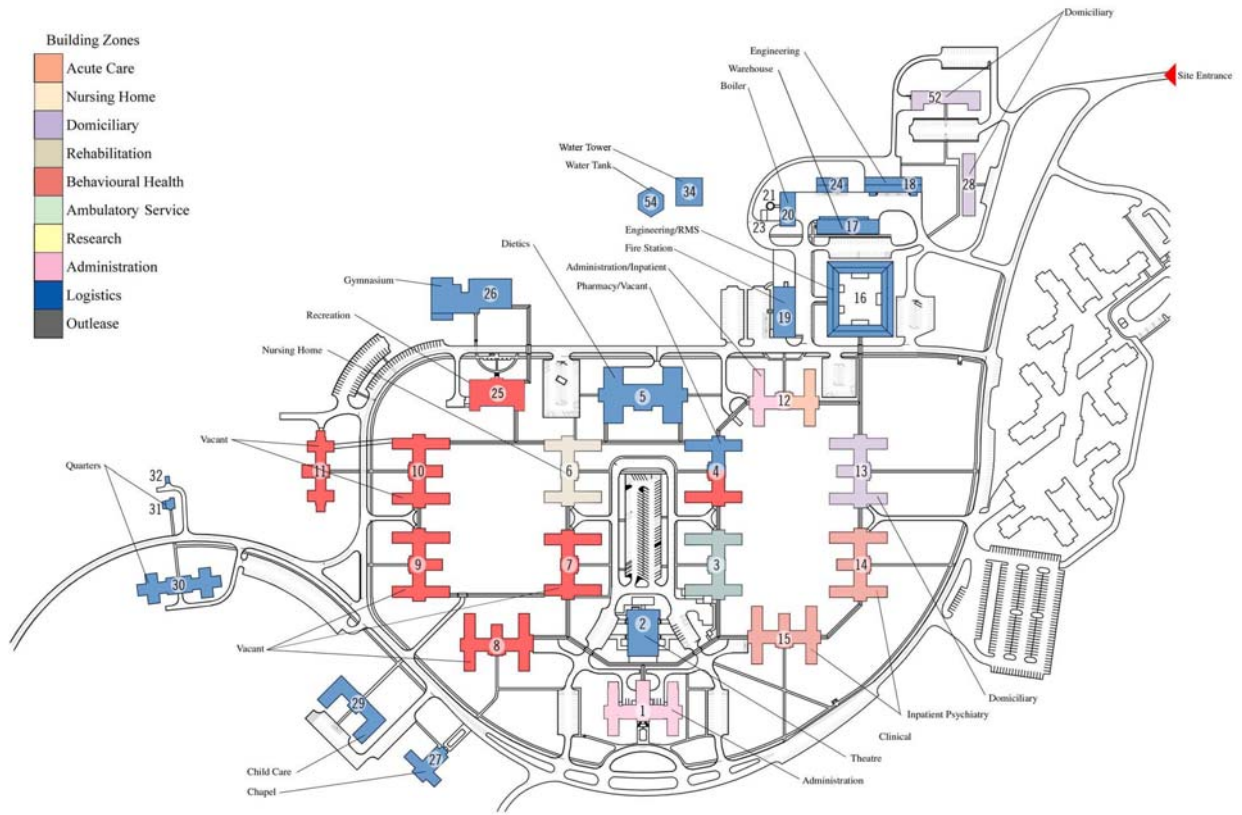 Building Zones
Acute Care
Nursing Home
Domiciliary
Rehabilitation
Behavioural Health
Ambulatory Service
Research
Administration
Logistics
Outlease
Domiciliary
Engineering
Warehouse
Boiler
Site Entrance
52
Water Tower
Water Tank
34
54
24
18
28
21
20
23
17
Engineering/RMS
Fire Station
Administration/Inpatient
Pharmacy/Vacant
Dietics
Gymnasium
26
16
19
Recreation
Nursing Home
25
5
12
Vacant
11
10
6
4
13
Quarters
32
31
9
7
3
14
30
2
Vacant
8
15
29
1
Domiciliary
Inpatient Psychiatry
Clinical
27
Theatre
Child Care
Administration
Chapel